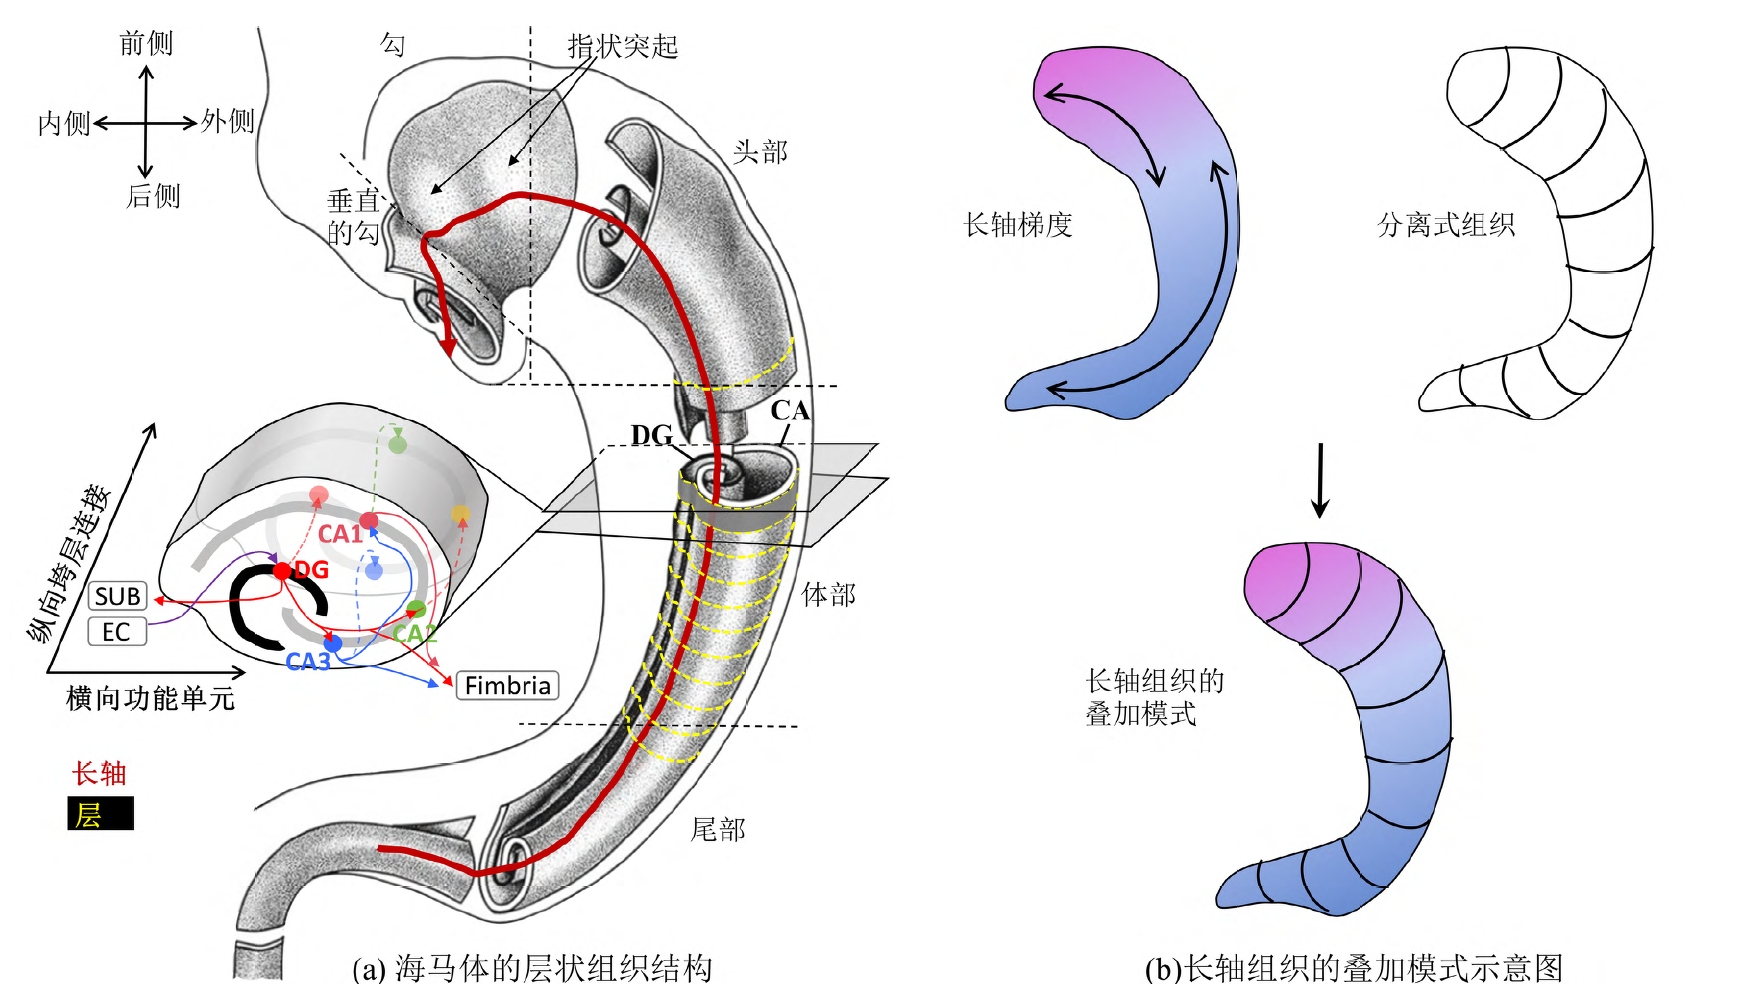 前侧
内侧
外侧
后侧
勾
指状突起
垂直
的勾
头部
CA
DG
体部
尾部
纵向垮层连接
CA1
DG
SUB
EC
CA2
CA3
Fimbria
横向功能单元
长轴
层
(a) 海马体的层状组织结构
长轴梯度
分离式组织
长轴组织的
叠加模式
(b)长轴组织的叠加模式示意图